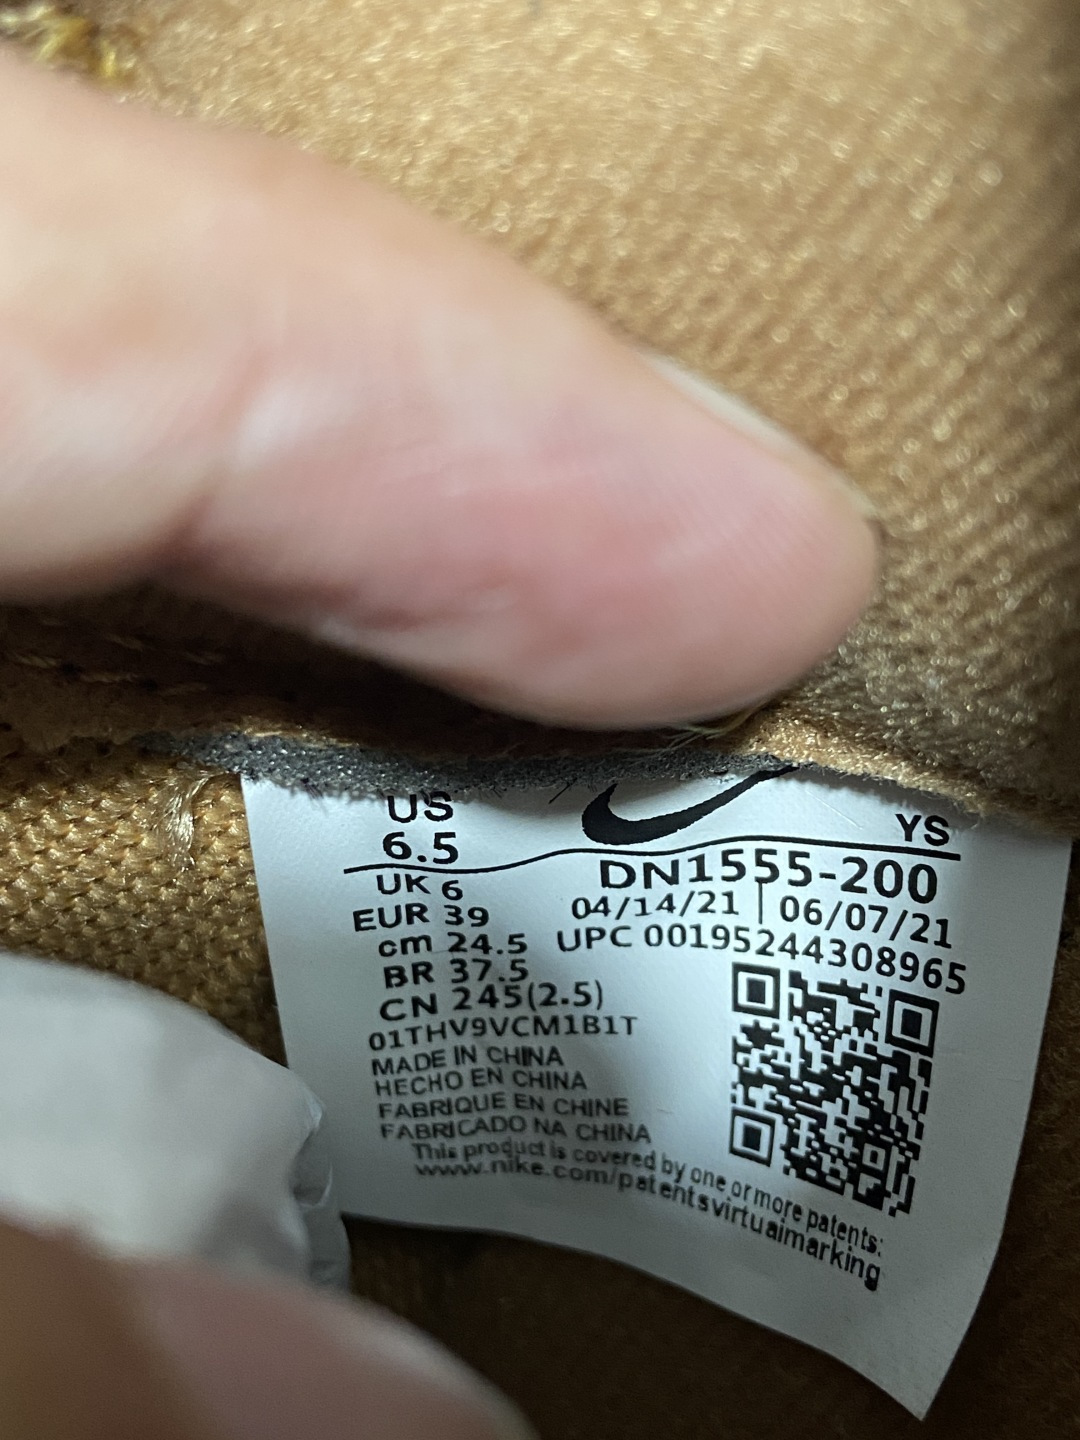 US
YS
6.5
DN1555-200
UK 6
04/14/21 | 06/07/21
EUR 39
UPC 00195244308965
cm 24.5
BR 37.5
CN 245(2.5)
01THV9VCM1B1T
MADE IN CHINA
HECHO EN CHINA
FABRIQUE EN CHINE
FABRICADO NA CHINA
This product is covered by one or more patents:
www.nike.com/patentsvirtualmarking